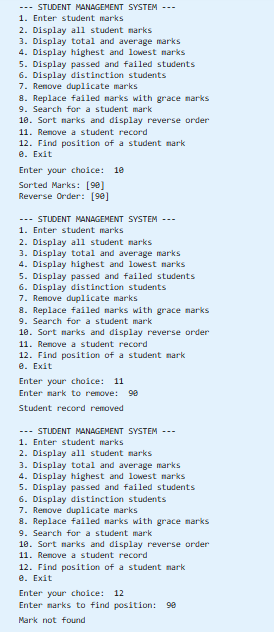 --- STUDENT MANAGEMENT SYSTEM ---
1. Enter student marks
2. Display all student marks
3. Display total and average marks
4. Display highest and lowest marks
5. Display passed and failed students
6. Display distinction students
7. Remove duplicate marks
8. Replace failed marks with grace marks
9. Search for a student mark
10. Sort marks and display reverse order
11. Remove a student record
12. Find position of a student mark
0. Exit
Enter your choice:  10
Sorted Marks: [90]
Reverse Order: [90]
--- STUDENT MANAGEMENT SYSTEM ---
1. Enter student marks
2. Display all student marks
3. Display total and average marks
4. Display highest and lowest marks
5. Display passed and failed students
6. Display distinction students
7. Remove duplicate marks
8. Replace failed marks with grace marks
9. Search for a student mark
10. Sort marks and display reverse order
11. Remove a student record
12. Find position of a student mark
0. Exit
Enter your choice:  11
Enter mark to remove:  90
Student record removed
--- STUDENT MANAGEMENT SYSTEM ---
1. Enter student marks
2. Display all student marks
3. Display total and average marks
4. Display highest and lowest marks
5. Display passed and failed students
6. Display distinction students
7. Remove duplicate marks
8. Replace failed marks with grace marks
9. Search for a student mark
10. Sort marks and display reverse order
11. Remove a student record
12. Find position of a student mark
0. Exit
Enter your choice:  12
Enter marks to find position:  90
Mark not found